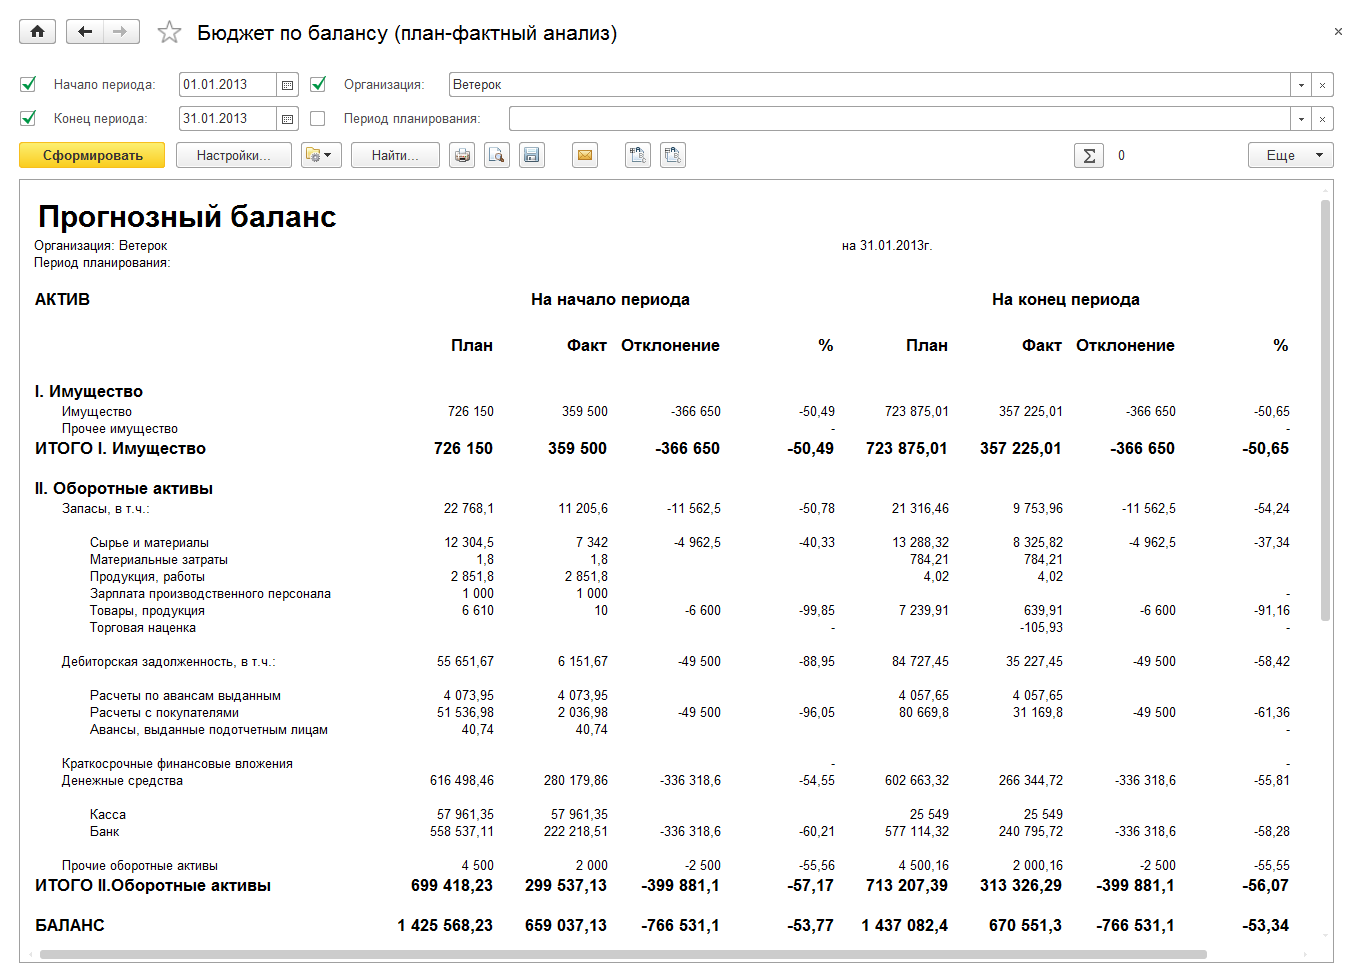 Бюджет по балансу (план-фактный анализ)
Начало периода: 01.01.2013 Организация: Ветерок
Конец периода: 31.01.2013 Период планирования:
Сформировать Настройки... Найти... Σ 0 Еще
Прогнозный баланс
Организация: Ветерок на 31.01.2013г.
Период планирования:
АКТИВ На начало периода На конец периода
План Факт Отклонение % План Факт Отклонение %
I. Имущество
Имущество 726 150 359 500 -366 650 -50,49 723 875,01 357 225,01 -366 650 -50,65
Прочее имущество - -
ИТОГО I. Имущество 726 150 359 500 -366 650 -50,49 723 875,01 357 225,01 -366 650 -50,65
II. Оборотные активы
Запасы, в т.ч.: 22 768,1 11 205,6 -11 562,5 -50,78 21 316,46 9 753,96 -11 562,5 -54,24
Сырье и материалы 12 304,5 7 342 -4 962,5 -40,33 13 288,32 8 325,82 -4 962,5 -37,34
Материальные затраты 1,8 1,8 784,21 784,21
Продукция, работы 2 851,8 2 851,8 4,02 4,02
Зарплата производственного персонала 1 000 1 000 -
Товары, продукция 6 610 10 -6 600 -99,85 7 239,91 639,91 -6 600 -91,16
Торговая наценка - -105,93 -
Дебиторская задолженность, в т.ч.: 55 651,67 6 151,67 -49 500 -88,95 84 727,45 35 227,45 -49 500 -58,42
Расчеты по авансам выданным 4 073,95 4 073,95 4 057,65 4 057,65
Расчеты с покупателями 51 536,98 2 036,98 -49 500 -96,05 80 669,8 31 169,8 -49 500 -61,36
Авансы, выданные подотчетным лицам 40,74 40,74 -
Краткосрочные финансовые вложения - -
Денежные средства 616 498,46 280 179,86 -336 318,6 -54,55 602 663,32 266 344,72 -336 318,6 -55,81
Касса 57 961,35 57 961,35 25 549 25 549
Банк 558 537,11 222 218,51 -336 318,6 -60,21 577 114,32 240 795,72 -336 318,6 -58,28
Прочие оборотные активы 4 500 2 000 -2 500 -55,56 4 500,16 2 000,16 -2 500 -55,55
ИТОГО II.Оборотные активы 699 418,23 299 537,13 -399 881,1 -57,17 713 207,39 313 326,29 -399 881,1 -56,07
БАЛАНС 1 425 568,23 659 037,13 -766 531,1 -53,77 1 437 082,4 670 551,3 -766 531,1 -53,34